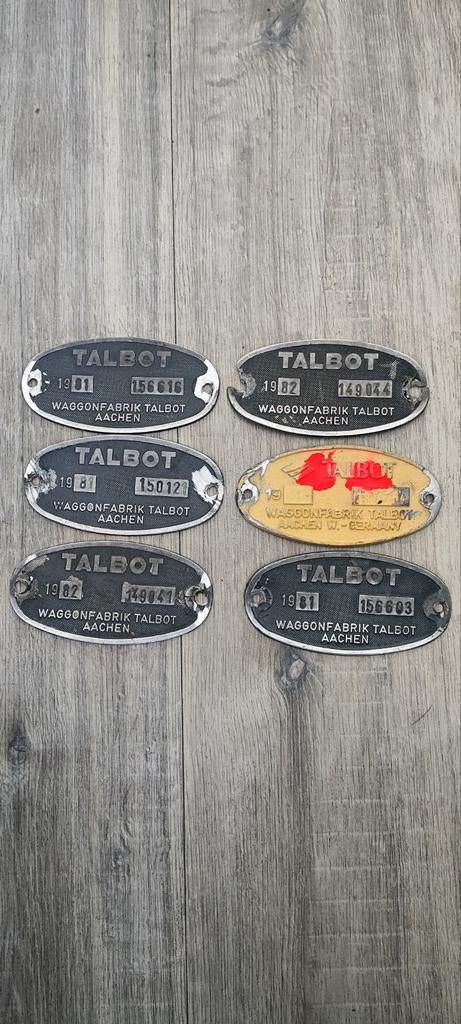 TALBOT
1981 156616
WAGGONFABRIK TALBOT
AACHEN
TALBOT
1982 149044
WAGGONFABRIK TALBOT
AACHEN
TALBOT
1981 150121
WAGGONFABRIK TALBOT
AACHEN
TALBOT
19
WAGGONFABRIK TALBOT
AACHEN W.-GERMANY
TALBOT
1982 149041
WAGGONFABRIK TALBOT
AACHEN
TALBOT
1981 156603
WAGGONFABRIK TALBOT
AACHEN